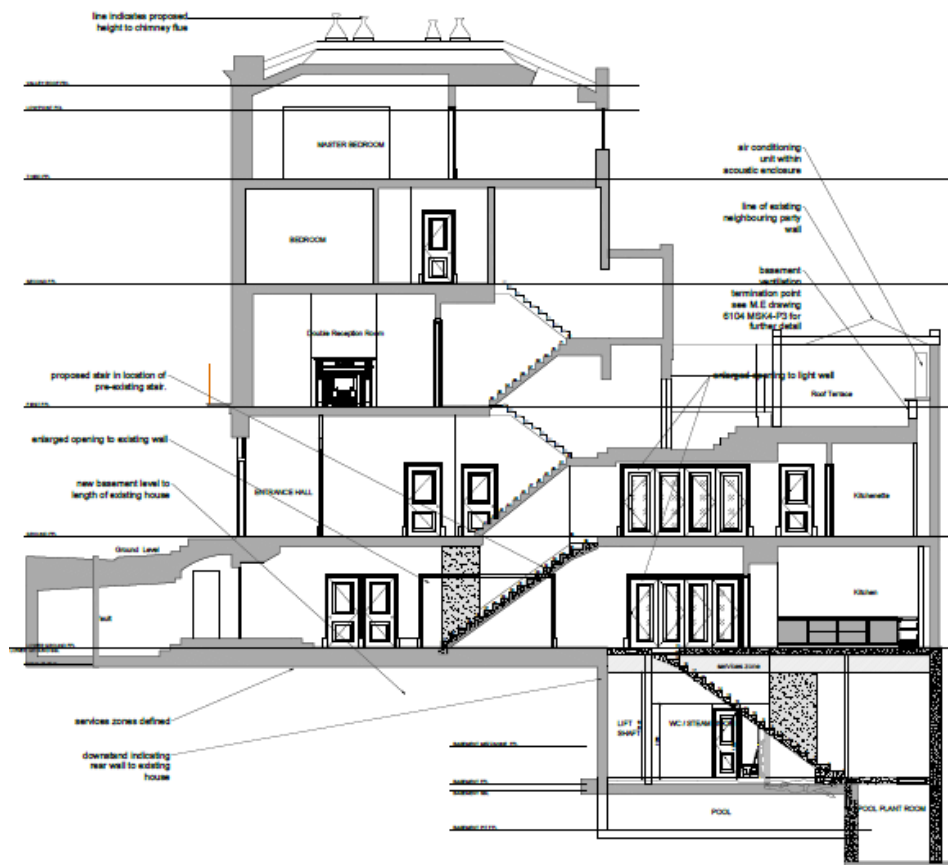 line indicates proposed
height to chimney flue
MASTER BEDROOM
air conditioning
unit within
acoustic enclosure
line of existing
neighbouring party
wall
BEDROOM
basement
ventilation
termination point
see M.E drawing
6104 MSK4-P3 for
further detail
Double Reception Room
proposed stair in location of
pre-existing stair.
enlarged opening to light well
Roof Terrace
enlarged opening to existing wall
new basement level to
length of existing house
ENTRANCE HALL
Kitchenette
Ground Level
Kitchen
services zone
services zones defined
LIFT
SHAFT
WC / STEAM
downstand indicating
rear wall to existing
house
POOL
POOL PLANT ROOM